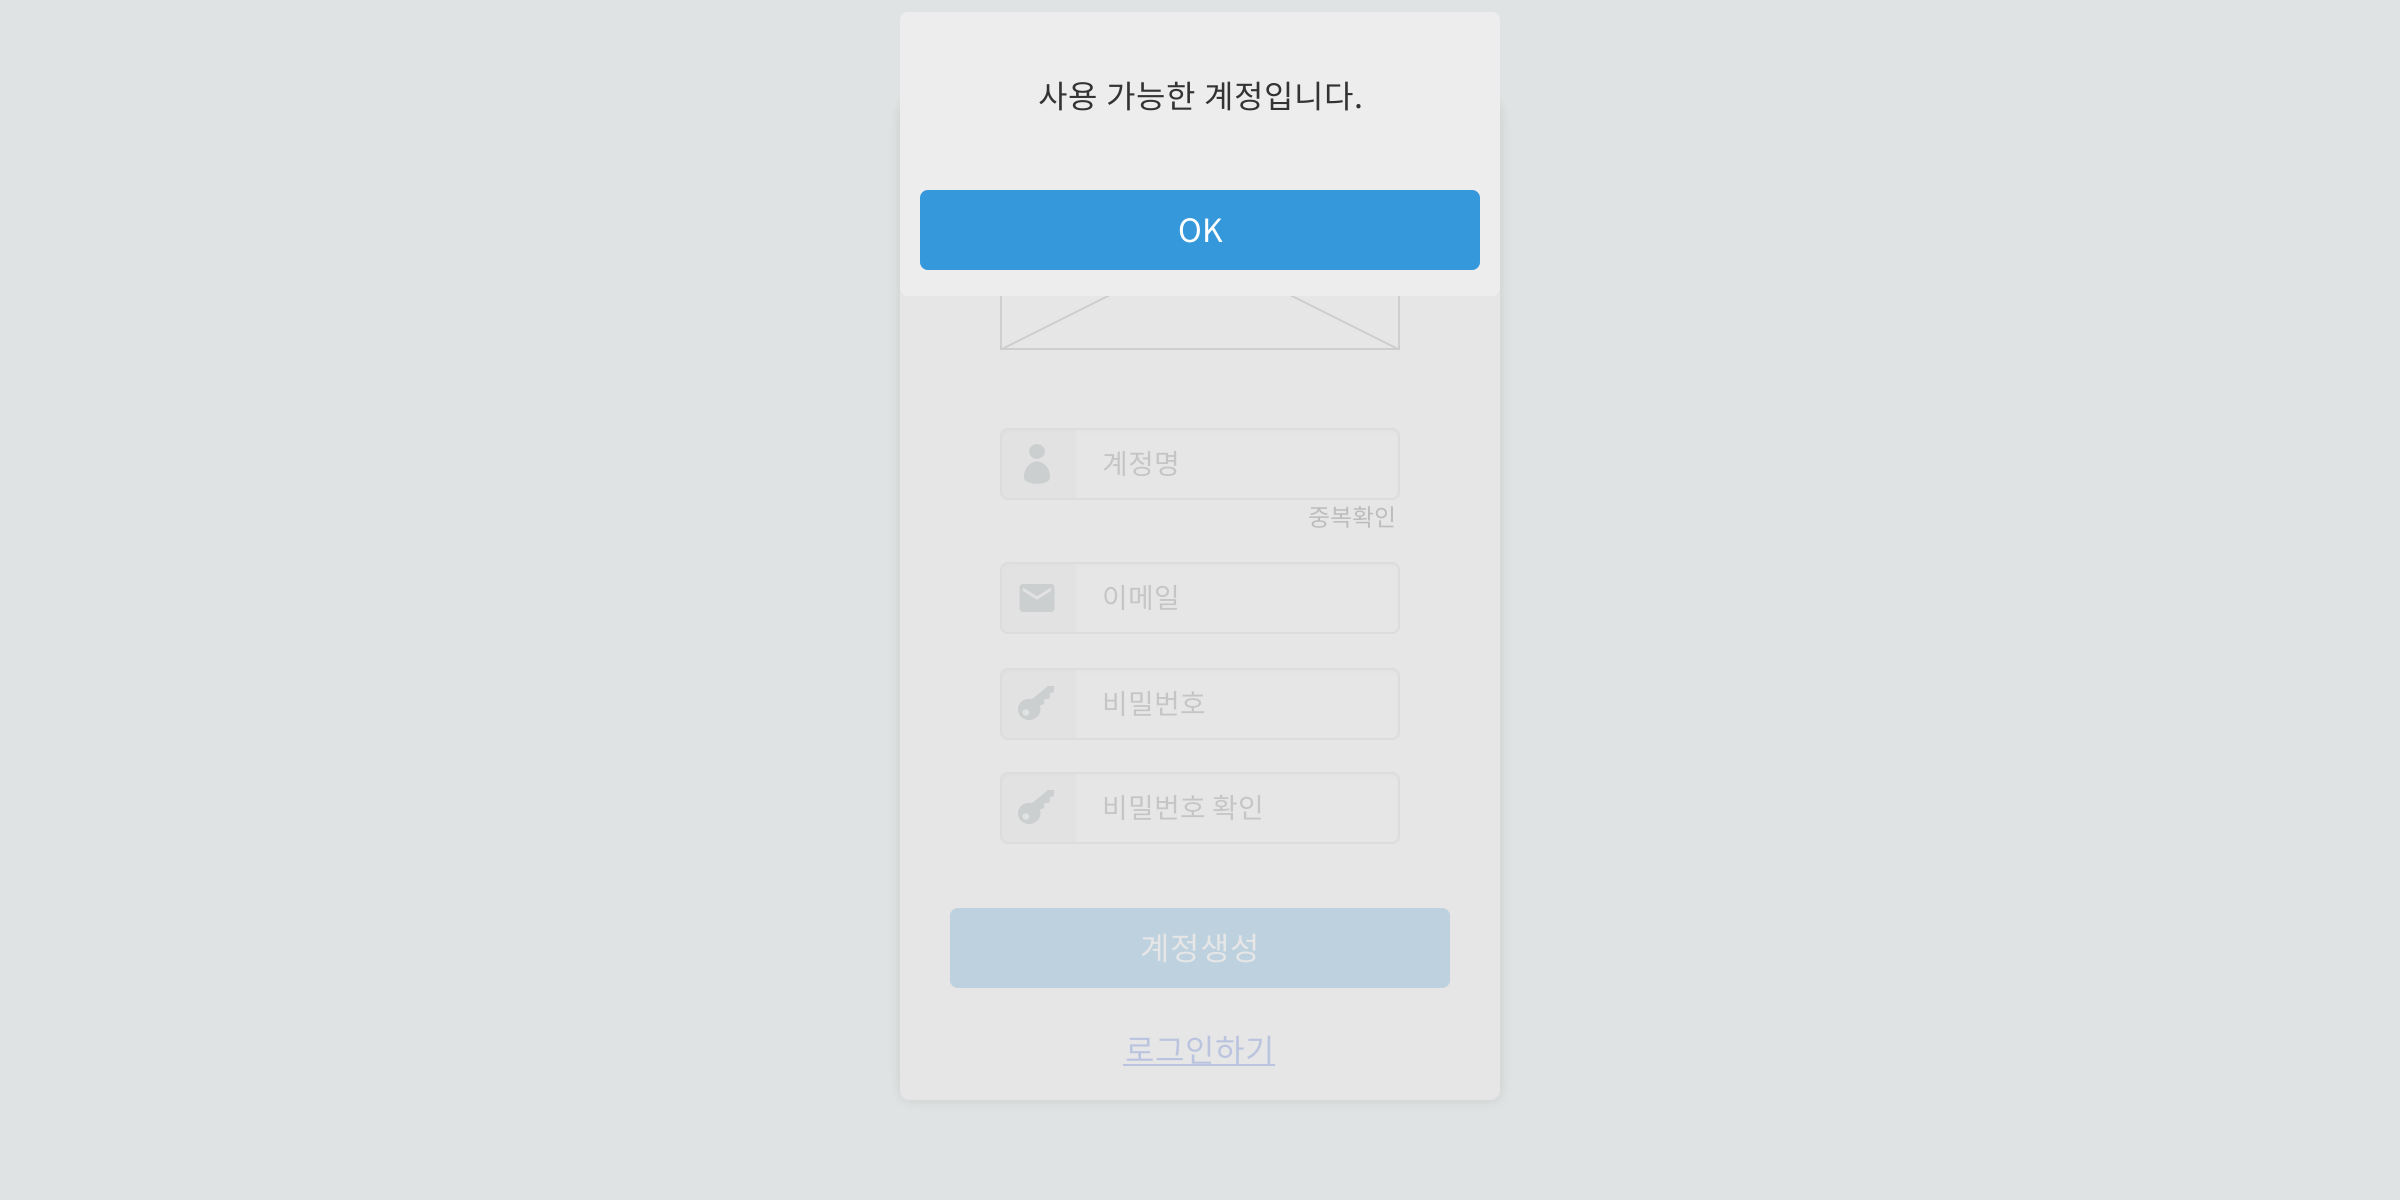 사용 가능한 계정입니다.
OK
계정명
중복확인
이메일
비밀번호
비밀번호 확인
계정생성
로그인하기